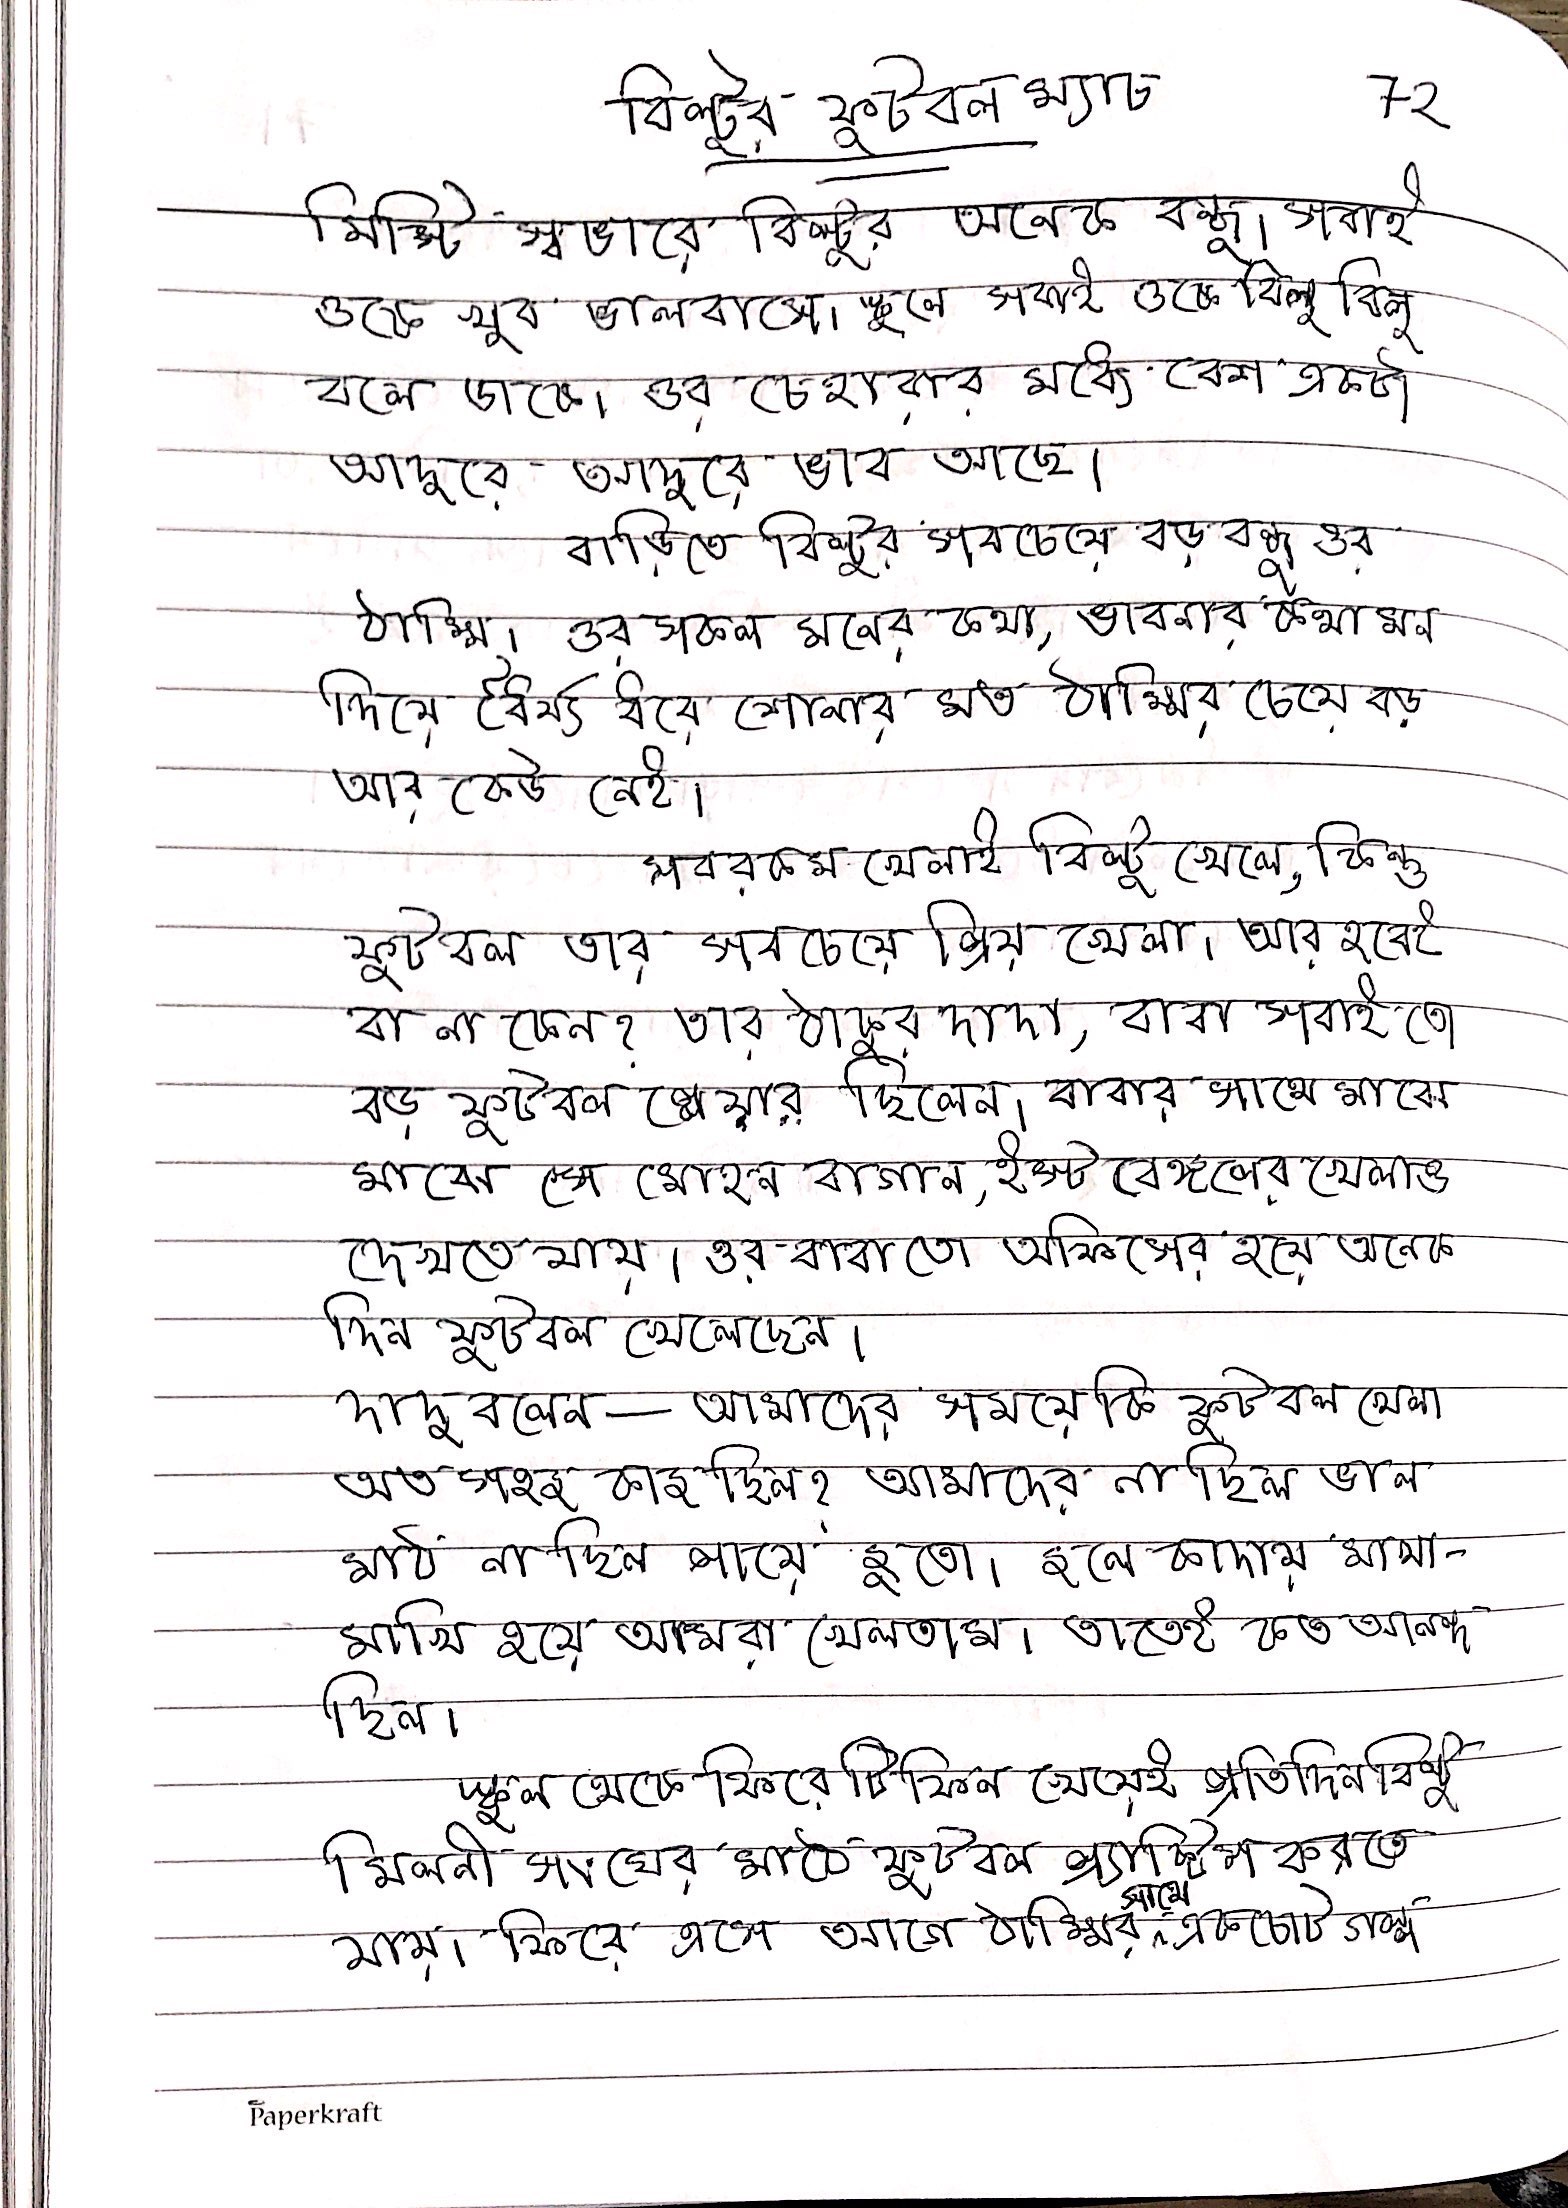 বিল্টুর ফুটবল ম্যাচ 72
মিষ্টি স্বভাবের বিল্টুর অনেক বন্ধু। সবাই
ওকে খুব ভালবাসে। স্কুলে সবাই ওকে বিলু বিলু
বলে ডাকে। ওর চেহারার মধ্যে বেশ একটা
আদুরে আদুরে ভাব আছে।
বাড়িতে বিল্টুর সবচেয়ে বড় বন্ধু ওর
ঠাম্মি। ওর সকল মনের কথা, ভাবনার কথা মন
দিয়ে ধৈর্য্য ধরে শোনার মত ঠাম্মির চেয়ে বড়
আর কেউ নেই।
সবরকম খেলাই বিল্টু খেলে, কিন্তু
ফুটবল তার সবচেয়ে প্রিয় খেলা। আর হবেই
বা না কেন? তার ঠাকুরদাদা, বাবা সবাই তো
বড় ফুটবল প্লেয়ার ছিলেন। বাবার সাথে মাঝে
মাঝে সে মোহন বাগান, ইস্ট বেঙ্গলের খেলাও
দেখতে যায়। ওর বাবা তো অফিসের হয়ে অনেক
দিন ফুটবল খেলেছেন।
দাদু বলেন — আমাদের সময়ে কি ফুটবল খেলা
অত সহজ কাজ ছিল? আমাদের না ছিল ভাল
মাঠ না ছিল পায়ে জুতো। জলে কাদায় মাখা-
মাখি হয়ে আমরা খেলতাম। তাতেই কত আনন্দ
ছিল।
স্কুল থেকে ফিরে টিফিন খেয়েই প্রতিদিন বিল্টু
মিলনী সংঘের মাঠে ফুটবল প্র্যাক্টিস করতে
যায়। ফিরে এসে আগে ঠাম্মির সাথে একচোট গল্প
Paperkraft